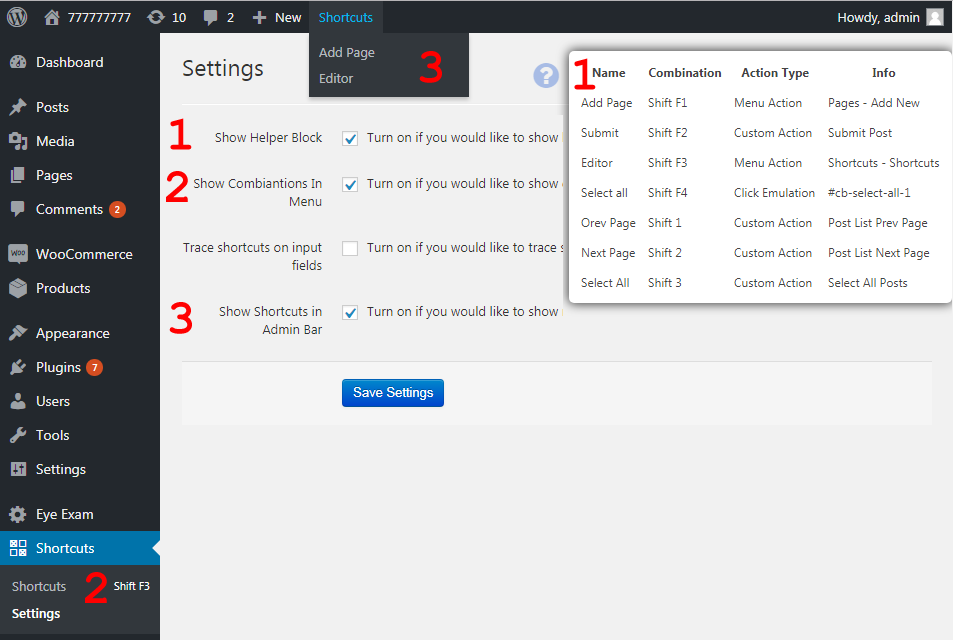 777777777 10 2 New Shortcuts Howdy, admin
Add Page
Editor
3
Dashboard
Posts
Media
Pages
Comments 2
WOO WooCommerce
Products
Appearance
Plugins 7
Users
Tools
Settings
Eye Exam
Shortcuts
Shortcuts 2 Shift F3
Settings
Settings
?
1 Show Helper Block Turn on if you would like to show
2 Show Combiantions In
Menu
Turn on if you would like to show
Trace shortcuts on input
fields
Turn on if you would like to trace s
3 Show Shortcuts in
Admin Bar
Turn on if you would like to show
Save Settings
1 Name Combination Action Type Info
Add Page Shift F1 Menu Action Pages - Add New
Submit Shift F2 Custom Action Submit Post
Editor Shift F3 Menu Action Shortcuts - Shortcuts
Select all Shift F4 Click Emulation #cb-select-all-1
Orev Page Shift 1 Custom Action Post List Prev Page
Next Page Shift 2 Custom Action Post List Next Page
Select All Shift 3 Custom Action Select All Posts